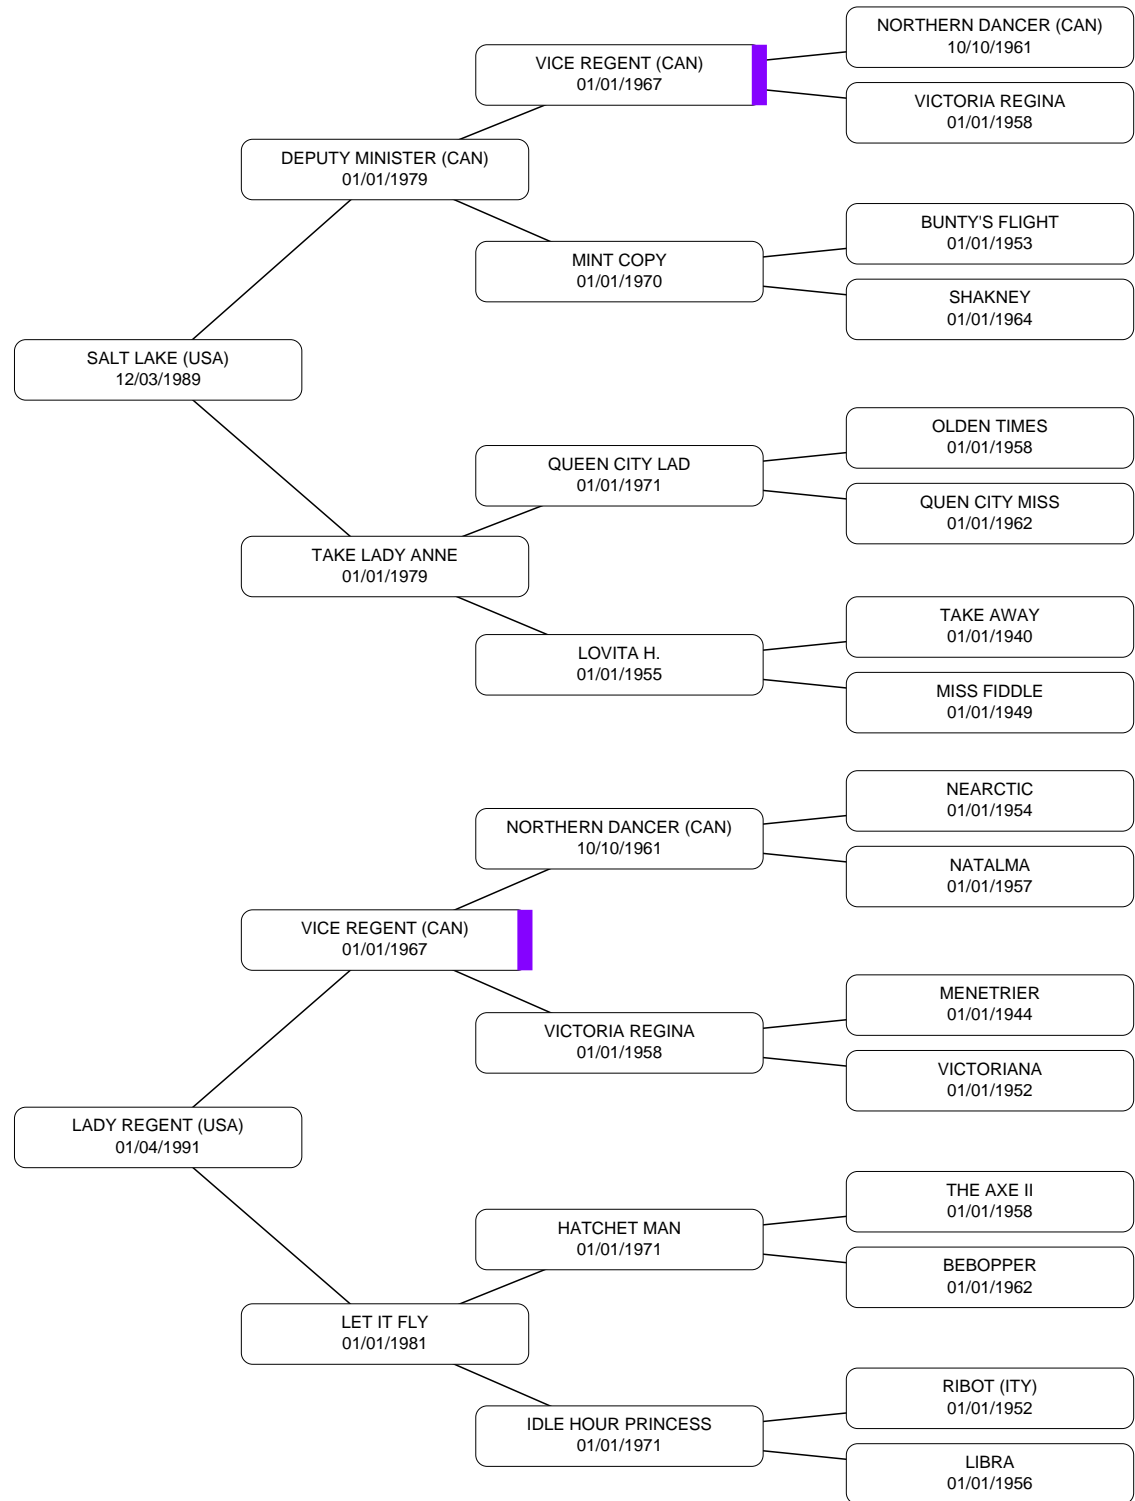 NORTHERN DANCER (CAN)
10/10/1961
VICE REGENT (CAN)
01/01/1967
VICTORIA REGINA
01/01/1958
DEPUTY MINISTER (CAN)
01/01/1979
BUNTY'S FLIGHT
01/01/1953
MINT COPY
01/01/1970
SHAKNEY
01/01/1964
SALT LAKE (USA)
12/03/1989
OLDEN TIMES
01/01/1958
QUEEN CITY LAD
01/01/1971
QUEN CITY MISS
01/01/1962
TAKE LADY ANNE
01/01/1979
TAKE AWAY
01/01/1940
LOVITA H.
01/01/1955
MISS FIDDLE
01/01/1949
NEARCTIC
01/01/1954
NORTHERN DANCER (CAN)
10/10/1961
NATALMA
01/01/1957
VICE REGENT (CAN)
01/01/1967
MENETRIER
01/01/1944
VICTORIA REGINA
01/01/1958
VICTORIANA
01/01/1952
LADY REGENT (USA)
01/04/1991
THE AXE II
01/01/1958
HATCHET MAN
01/01/1971
BEBOPPER
01/01/1962
LET IT FLY
01/01/1981
RIBOT (ITY)
01/01/1952
IDLE HOUR PRINCESS
01/01/1971
LIBRA
01/01/1956